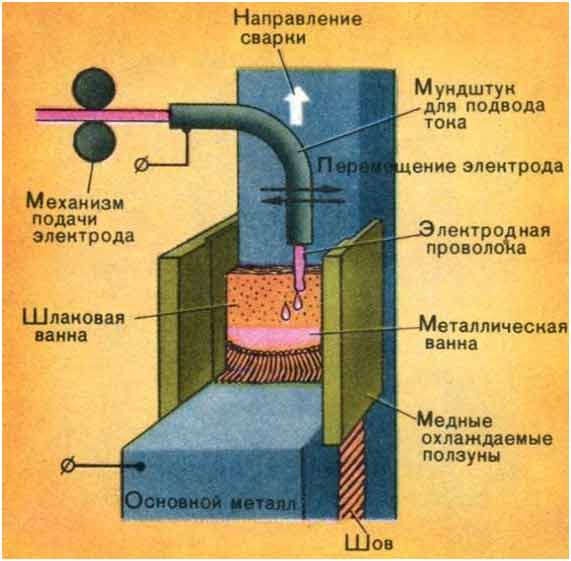 Направление
сварки
Мундштук
для подвода
тока
Перемещение электрода
Механизм
подачи
электрода
Электродная
проволока
Шлаковая
ванна
Металлическая
ванна
Медные
охлаждаемые
ползуны
Основной металл
Шов